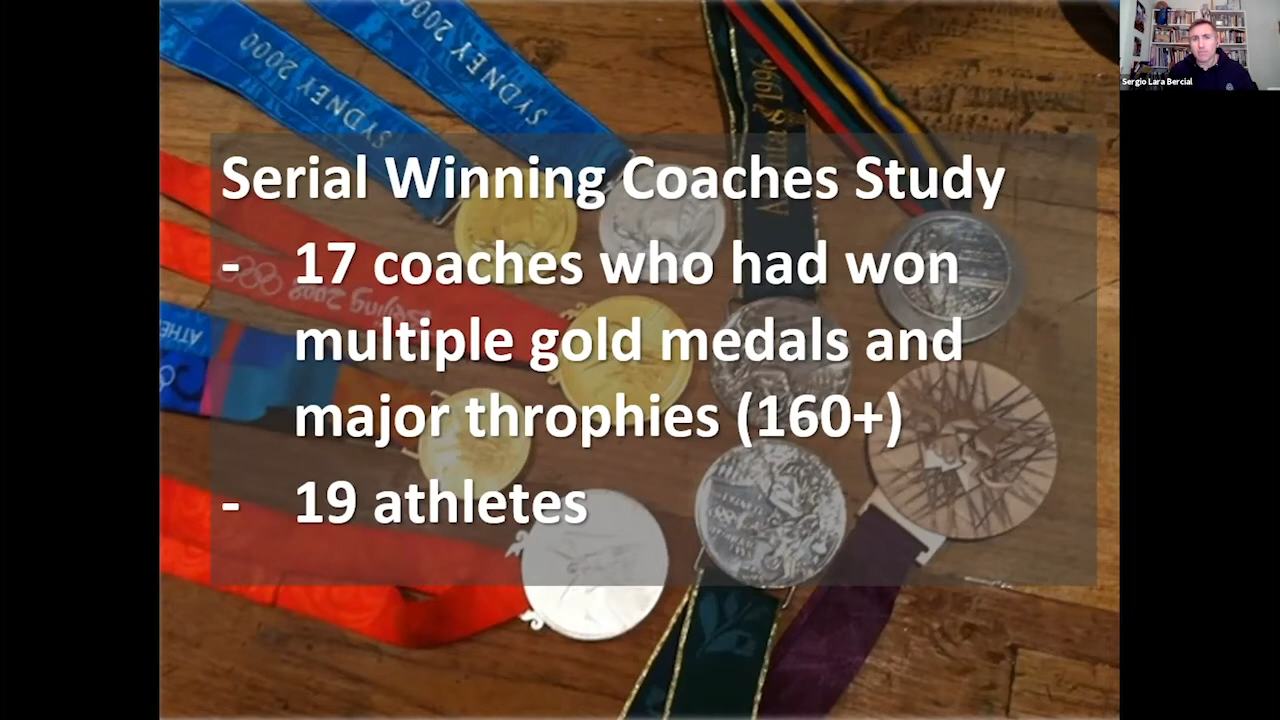 SYDNEY 2000
SYDNEY 2000
Atlanta 1996
Sergio Lara Bercial
Serial Winning Coaches Study
- 17 coaches who had won
multiple gold medals and
major throphies (160+)
- 19 athletes
Beijing 2008
ATHE